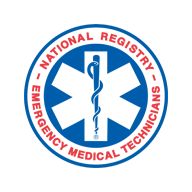 – NATIONAL REGISTRY –
EMERGENCY MEDICAL TECHNICIANS